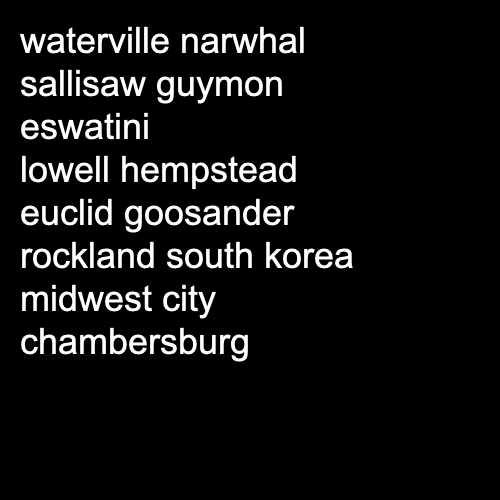 waterville narwhal
sallisaw guymon
eswatini
lowell hempstead
euclid goosander
rockland south korea
midwest city
chambersburg